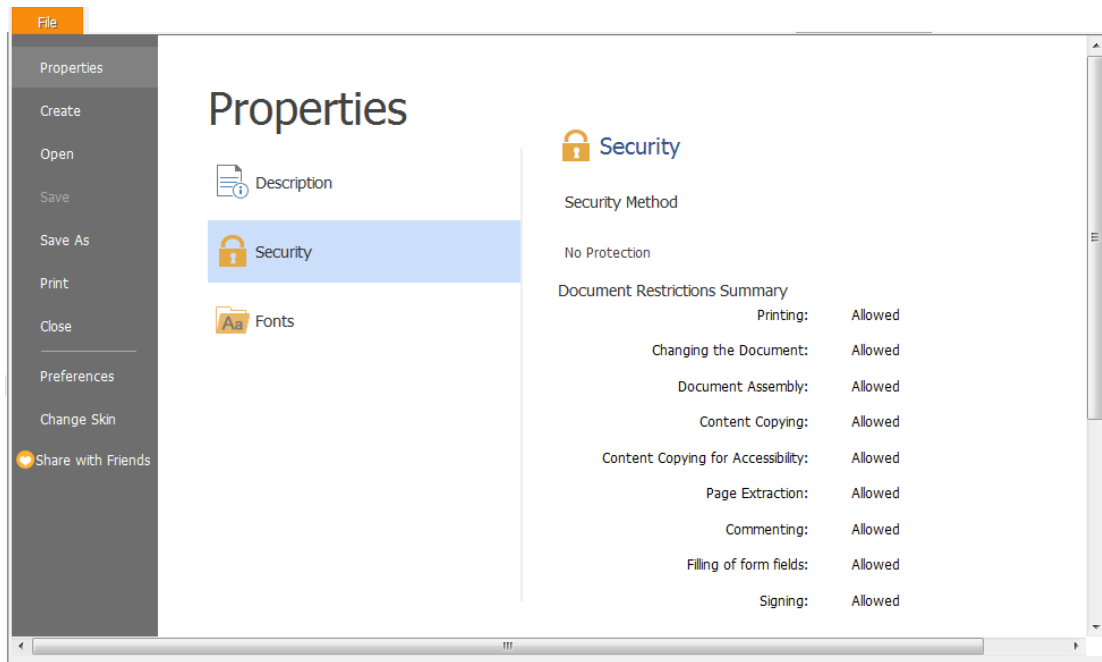 File
Properties
Create
Open
Save
Save As
Print
Close
Preferences
Change Skin
Share with Friends
Properties
Description
Security
Aa Fonts
Security
Security Method
No Protection
Document Restrictions Summary
Printing: Allowed
Changing the Document: Allowed
Document Assembly: Allowed
Content Copying: Allowed
Content Copying for Accessibility: Allowed
Page Extraction: Allowed
Commenting: Allowed
Filling of form fields: Allowed
Signing: Allowed